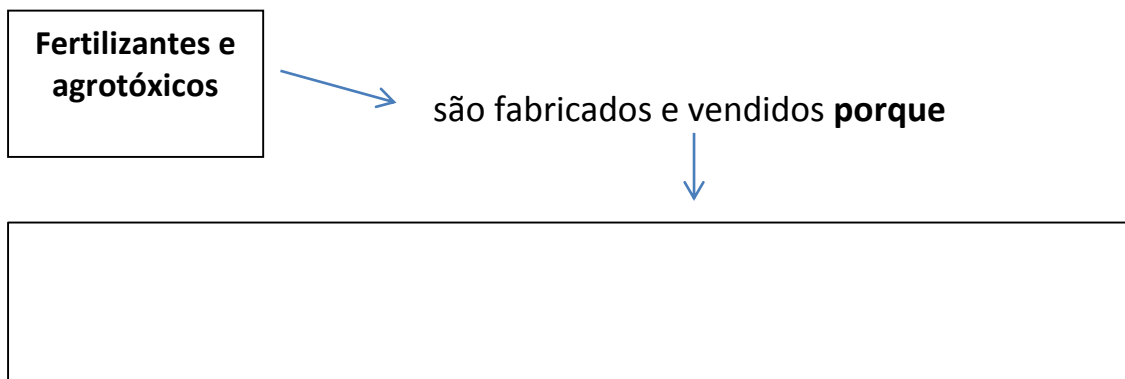 Fertilizantes e
agrotóxicos
são fabricados e vendidos porque